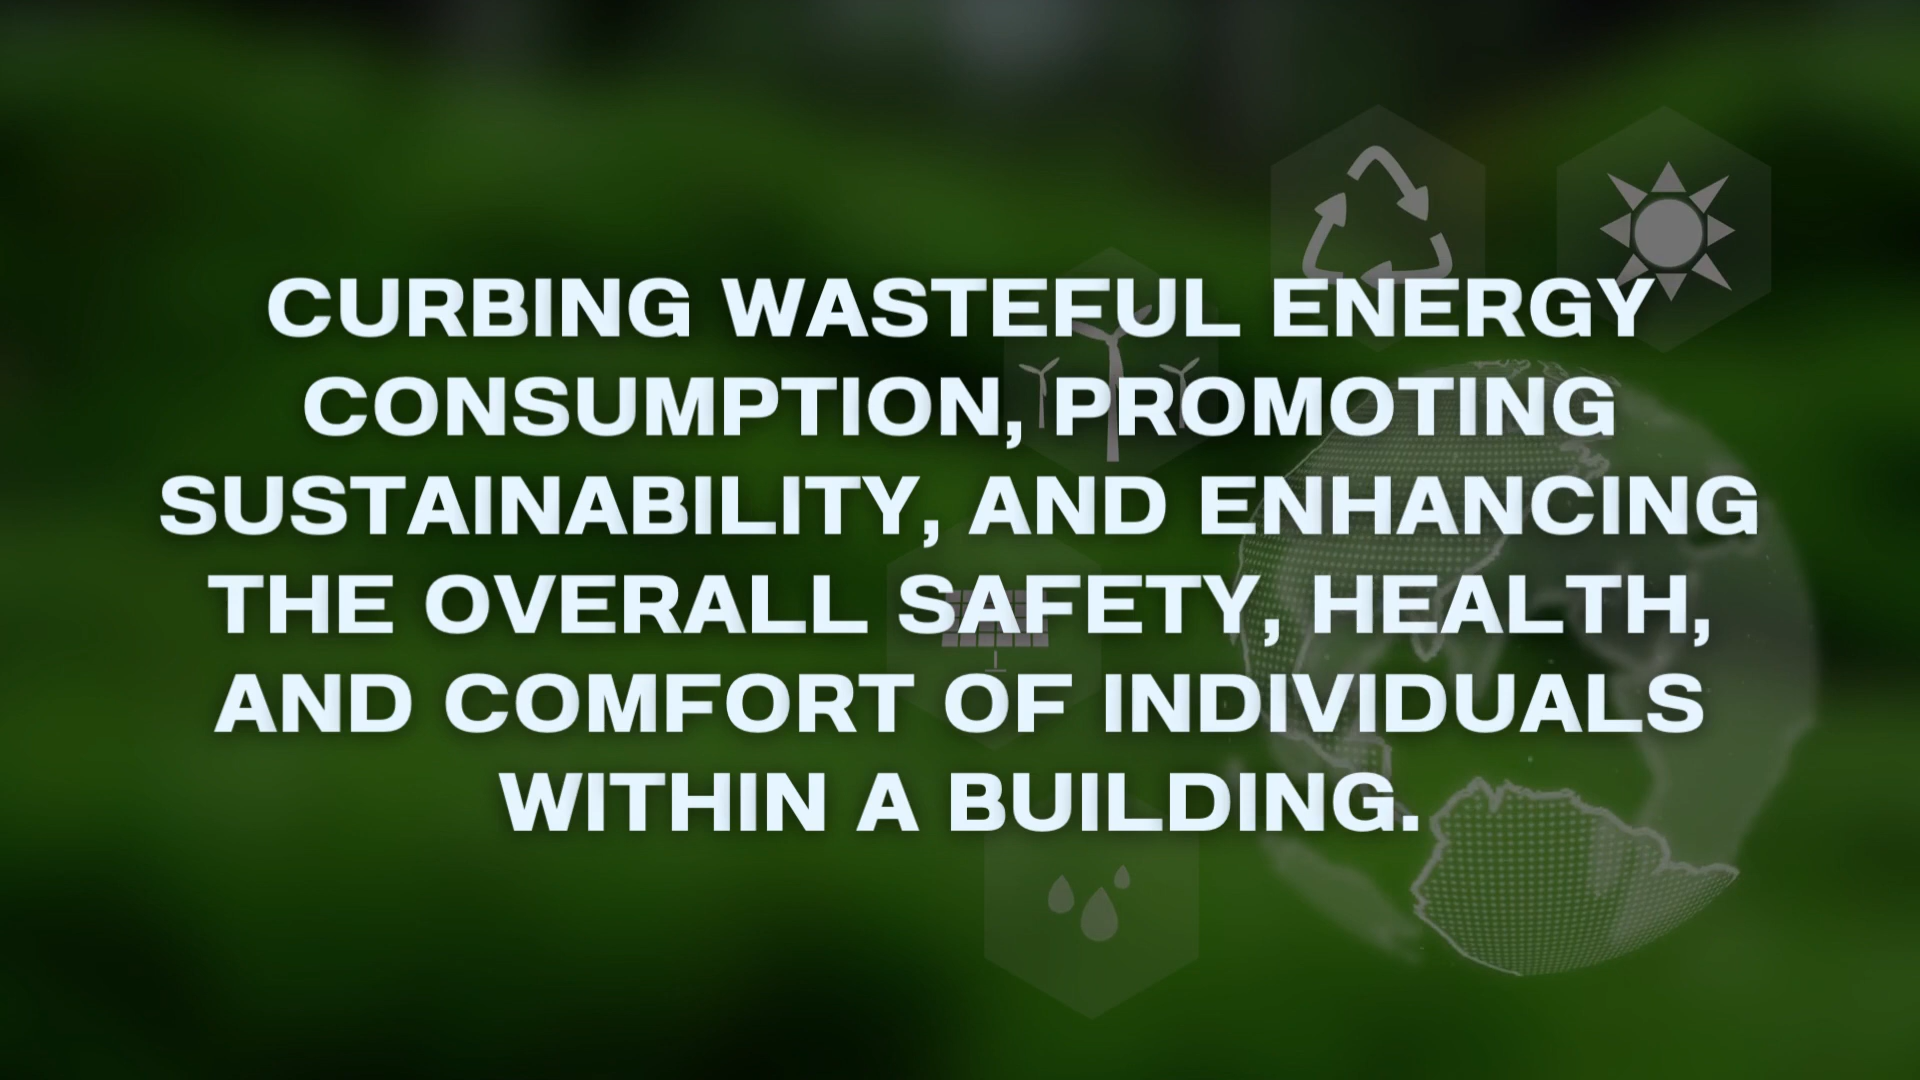 CURBING WASTEFUL ENERGY
CONSUMPTION, PROMOTING
SUSTAINABILITY, AND ENHANCING
THE OVERALL SAFETY, HEALTH,
AND COMFORT OF INDIVIDUALS
WITHIN A BUILDING.